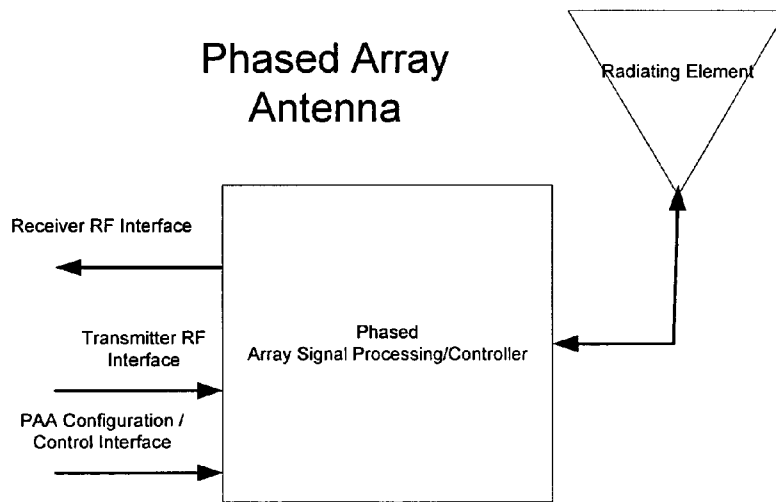 Phased Array
Antenna
Radiating Element
Receiver RF Interface
Transmitter RF
Interface
PAA Configuration /
Control Interface
Phased
Array Signal Processing/Controller